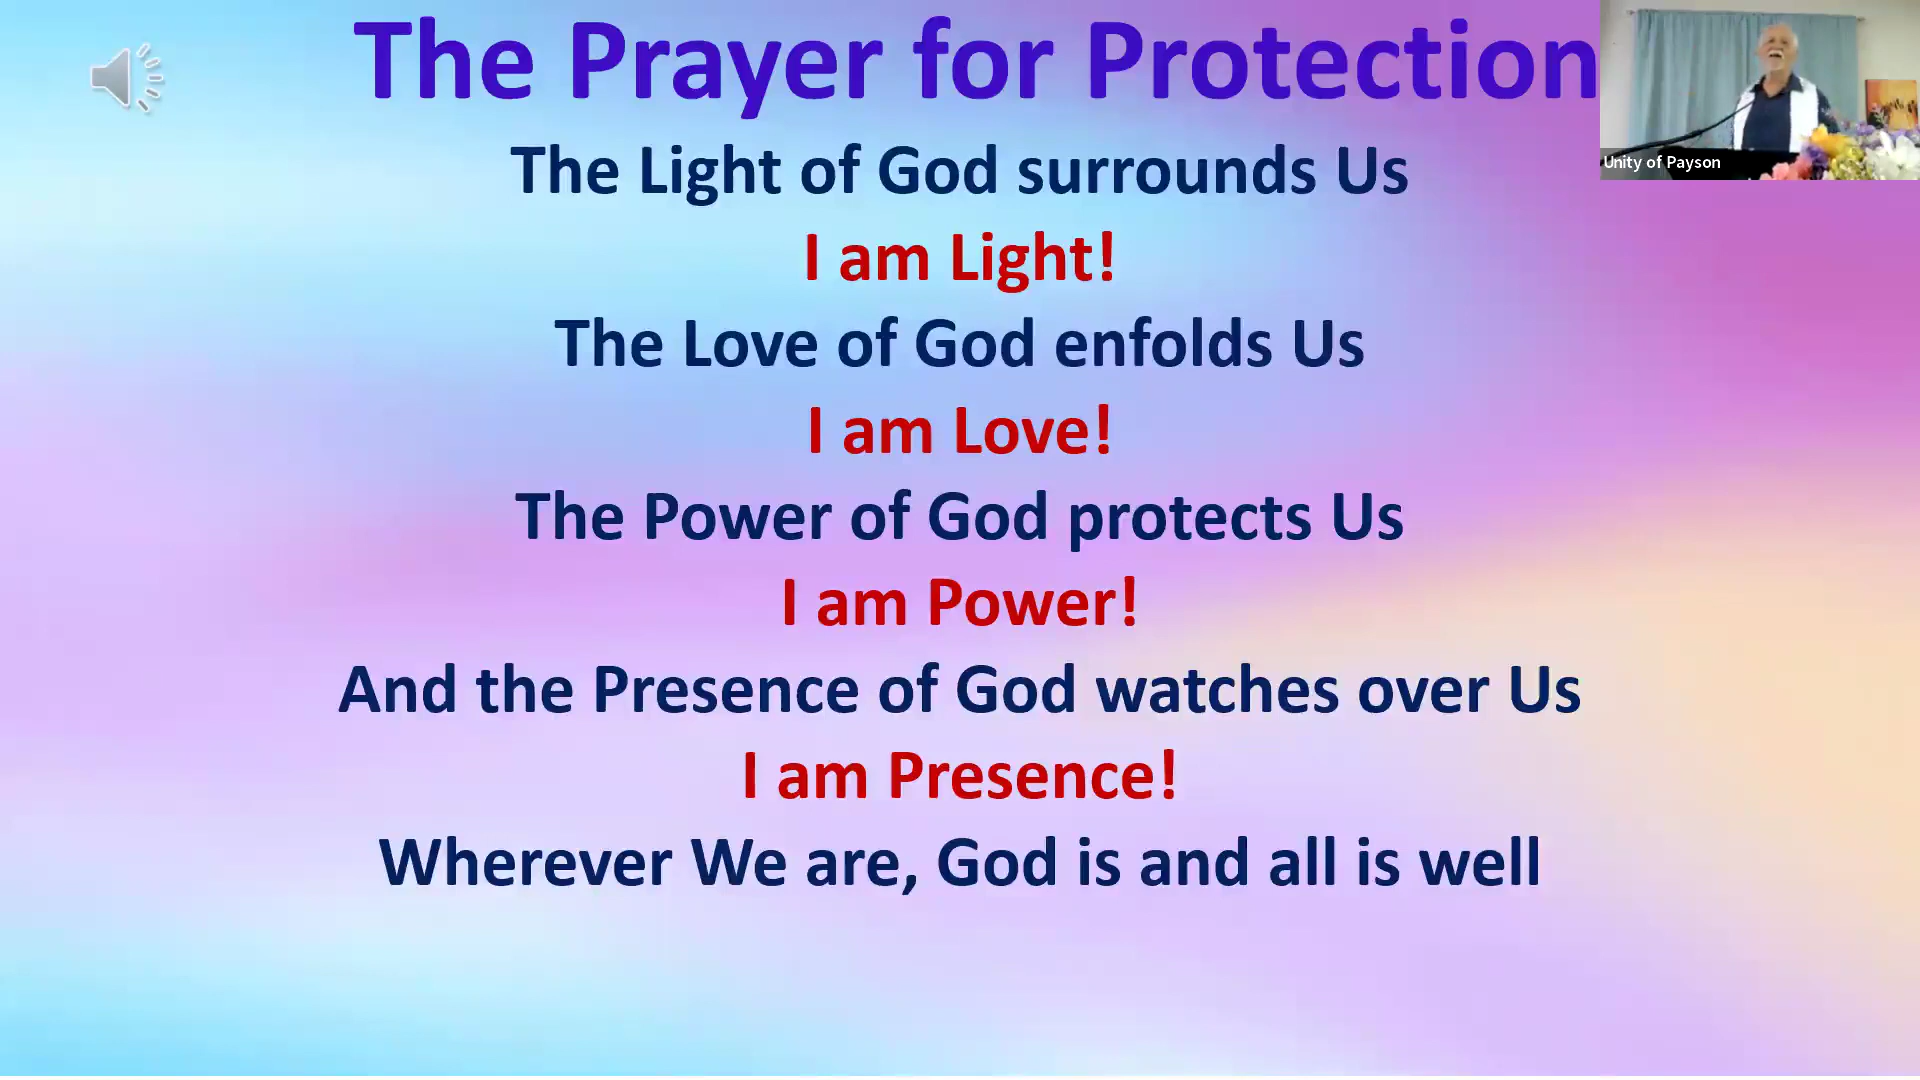 The Prayer for Protection
Unity of Payson
The Light of God surrounds Us
I am Light!
The Love of God enfolds Us
I am Love!
The Power of God protects Us
I am Power!
And the Presence of God watches over Us
I am Presence!
Wherever We are, God is and all is well